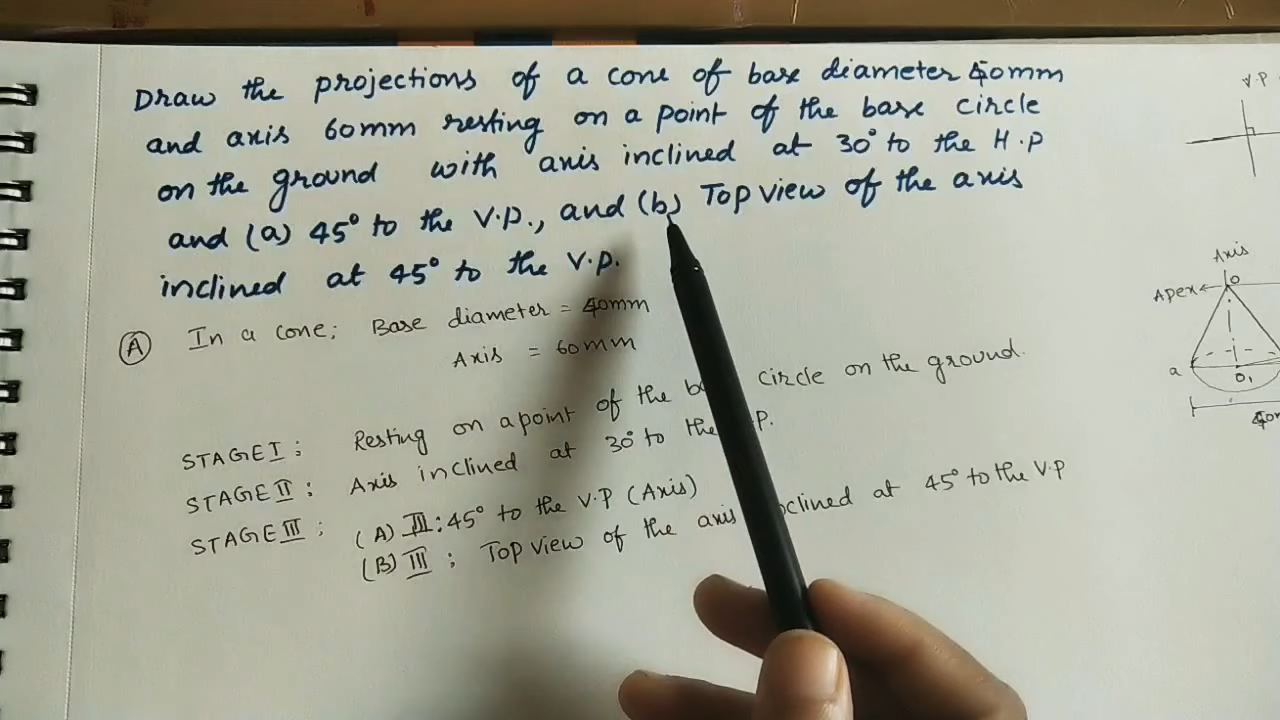 Draw the projections of a cone of base diameter 40mm
and axis 60mm resting on a point of the base circle
on the ground with axis inclined at 30° to the H.P
and (a) 45° to the V.P., and (b) Top view of the axis
inclined at 45° to the V.P.
A In a cone; Base diameter = 40mm
Axis = 60mm
STAGE I: Resting on a point of the circle on the ground.
STAGE II: Axis inclined at 30° to the P.
STAGE III: (A) III: 45° to the V.P (Axis)
(B) III: Top view of the axis inclined at 45° to the V.P
V.P
Axis
Apex
O
a
O1